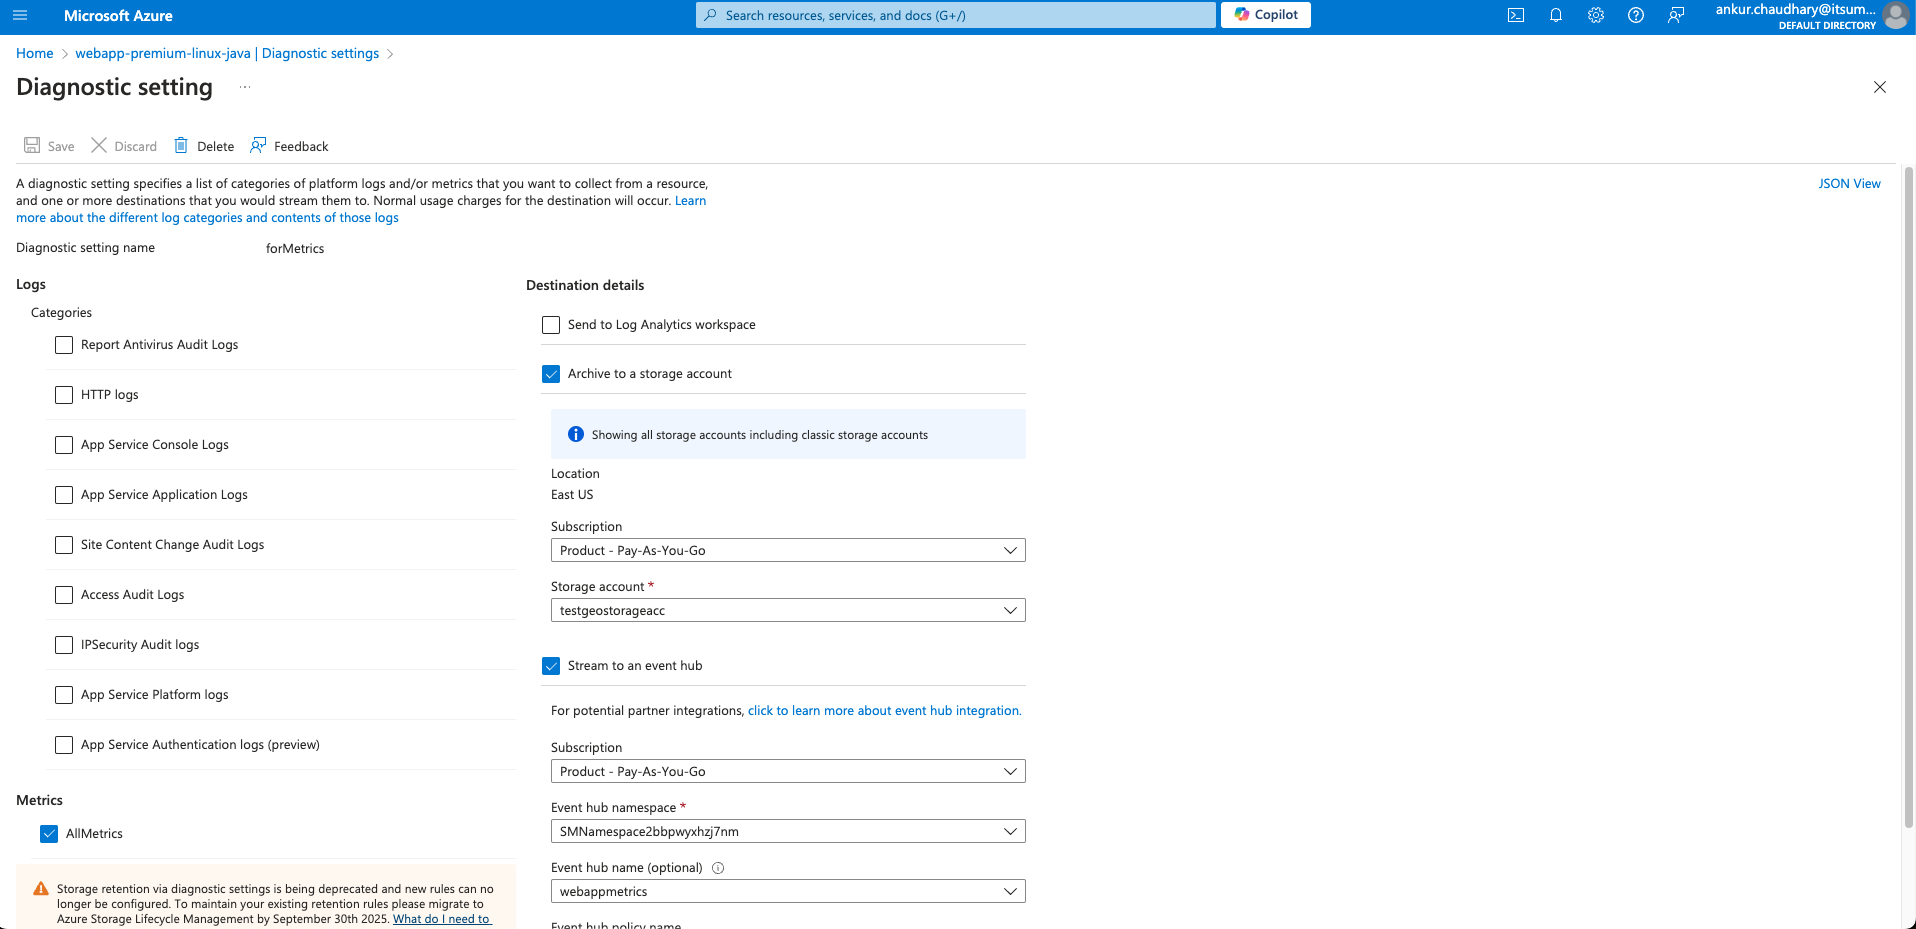 Microsoft Azure
Search resources, services, and docs (G+/)
Copilot
ankur.chaudhary@itsum...
DEFAULT DIRECTORY
Home > webapp-premium-linux-java | Diagnostic settings >
Diagnostic setting ...
Save Discard Delete Feedback
A diagnostic setting specifies a list of categories of platform logs and/or metrics that you want to collect from a resource,
and one or more destinations that you would stream them to. Normal usage charges for the destination will occur. Learn
more about the different log categories and contents of those logs
JSON View
Diagnostic setting name
forMetrics
Logs
Categories
Report Antivirus Audit Logs
HTTP logs
App Service Console Logs
App Service Application Logs
Site Content Change Audit Logs
Access Audit Logs
IPSecurity Audit logs
App Service Platform logs
App Service Authentication logs (preview)
Metrics
AllMetrics
Storage retention via diagnostic settings is being deprecated and new rules can no
longer be configured. To maintain your existing retention rules please migrate to
Azure Storage Lifecycle Management by September 30th 2025. What do I need to
Destination details
Send to Log Analytics workspace
Archive to a storage account
Showing all storage accounts including classic storage accounts
Location
East US
Subscription
Product - Pay-As-You-Go
Storage account *
testgeostorageacc
Stream to an event hub
For potential partner integrations, click to learn more about event hub integration.
Subscription
Product - Pay-As-You-Go
Event hub namespace *
SMNamespace2bbpwyxhzj7nm
Event hub name (optional)
webappmetrics
Event hub policy name